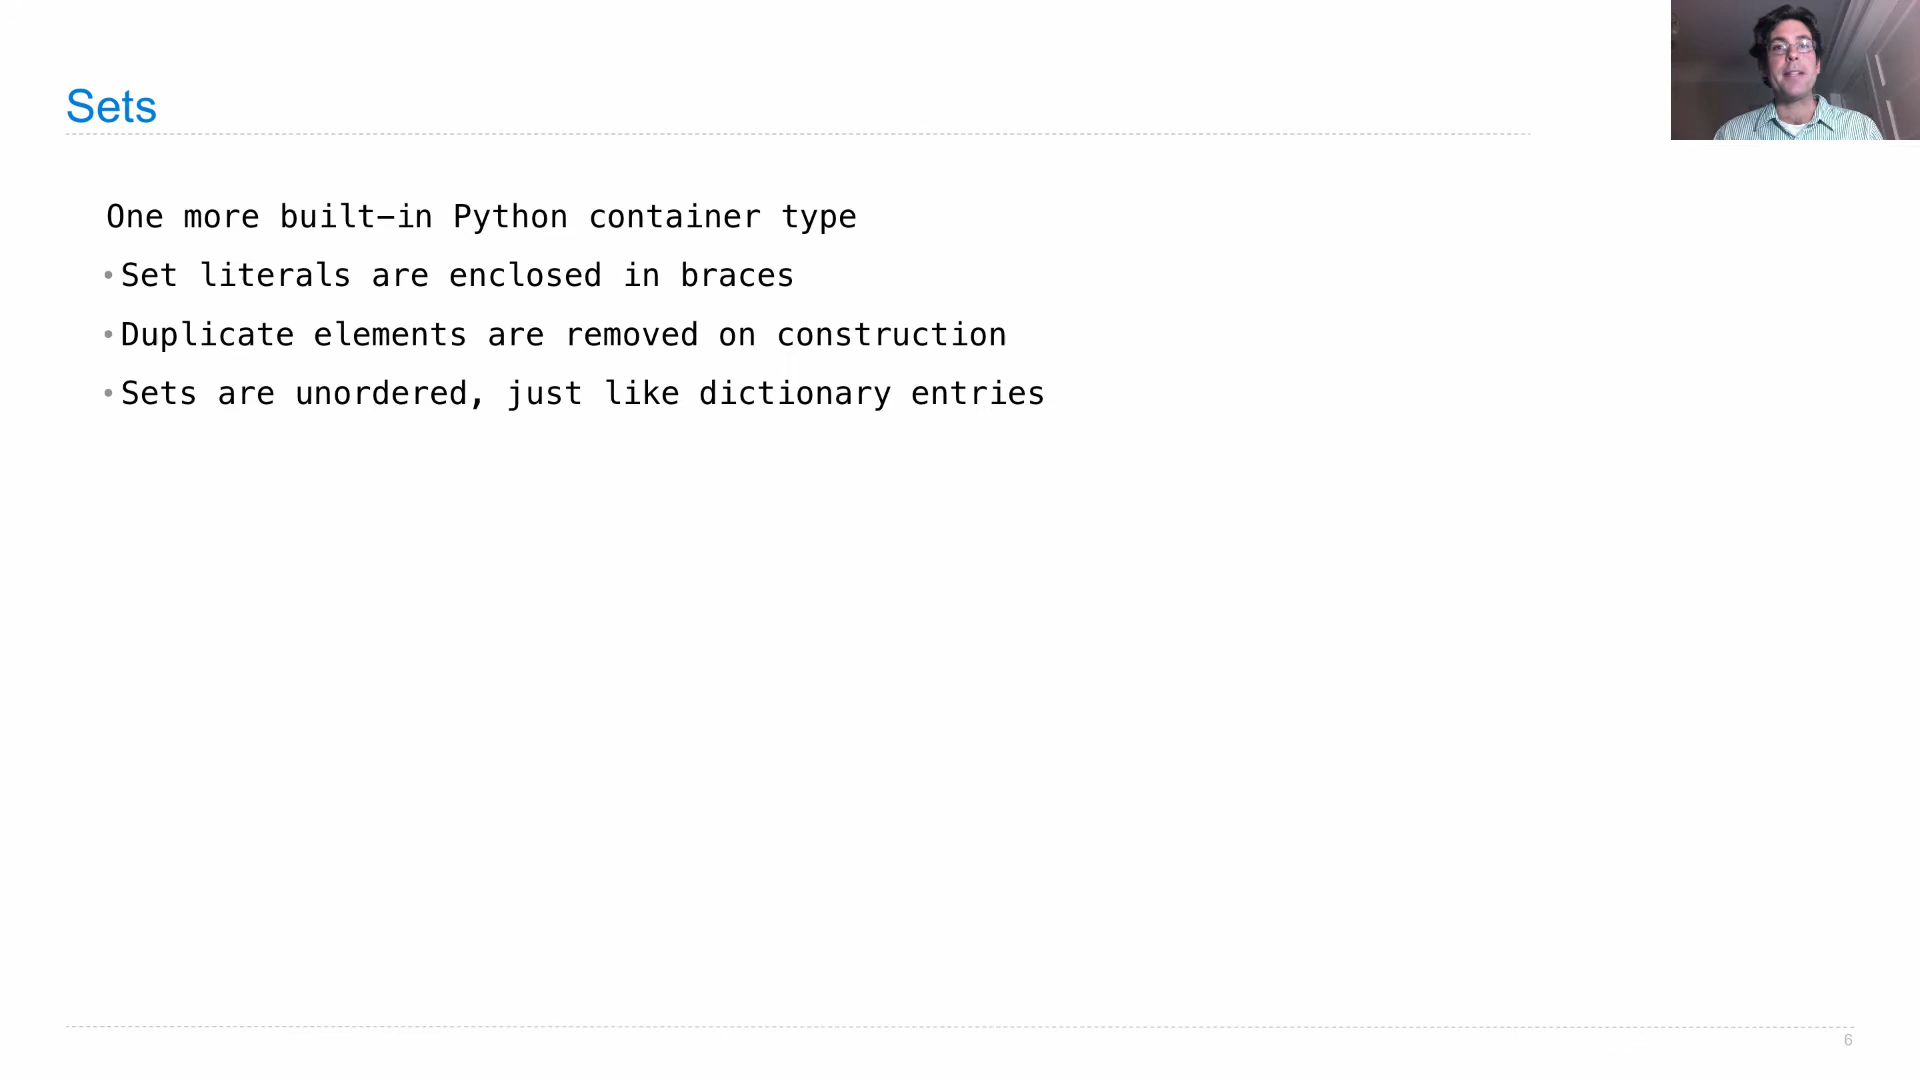 Sets
One more built-in Python container type
•Set literals are enclosed in braces
•Duplicate elements are removed on construction
•Sets are unordered, just like dictionary entries
6